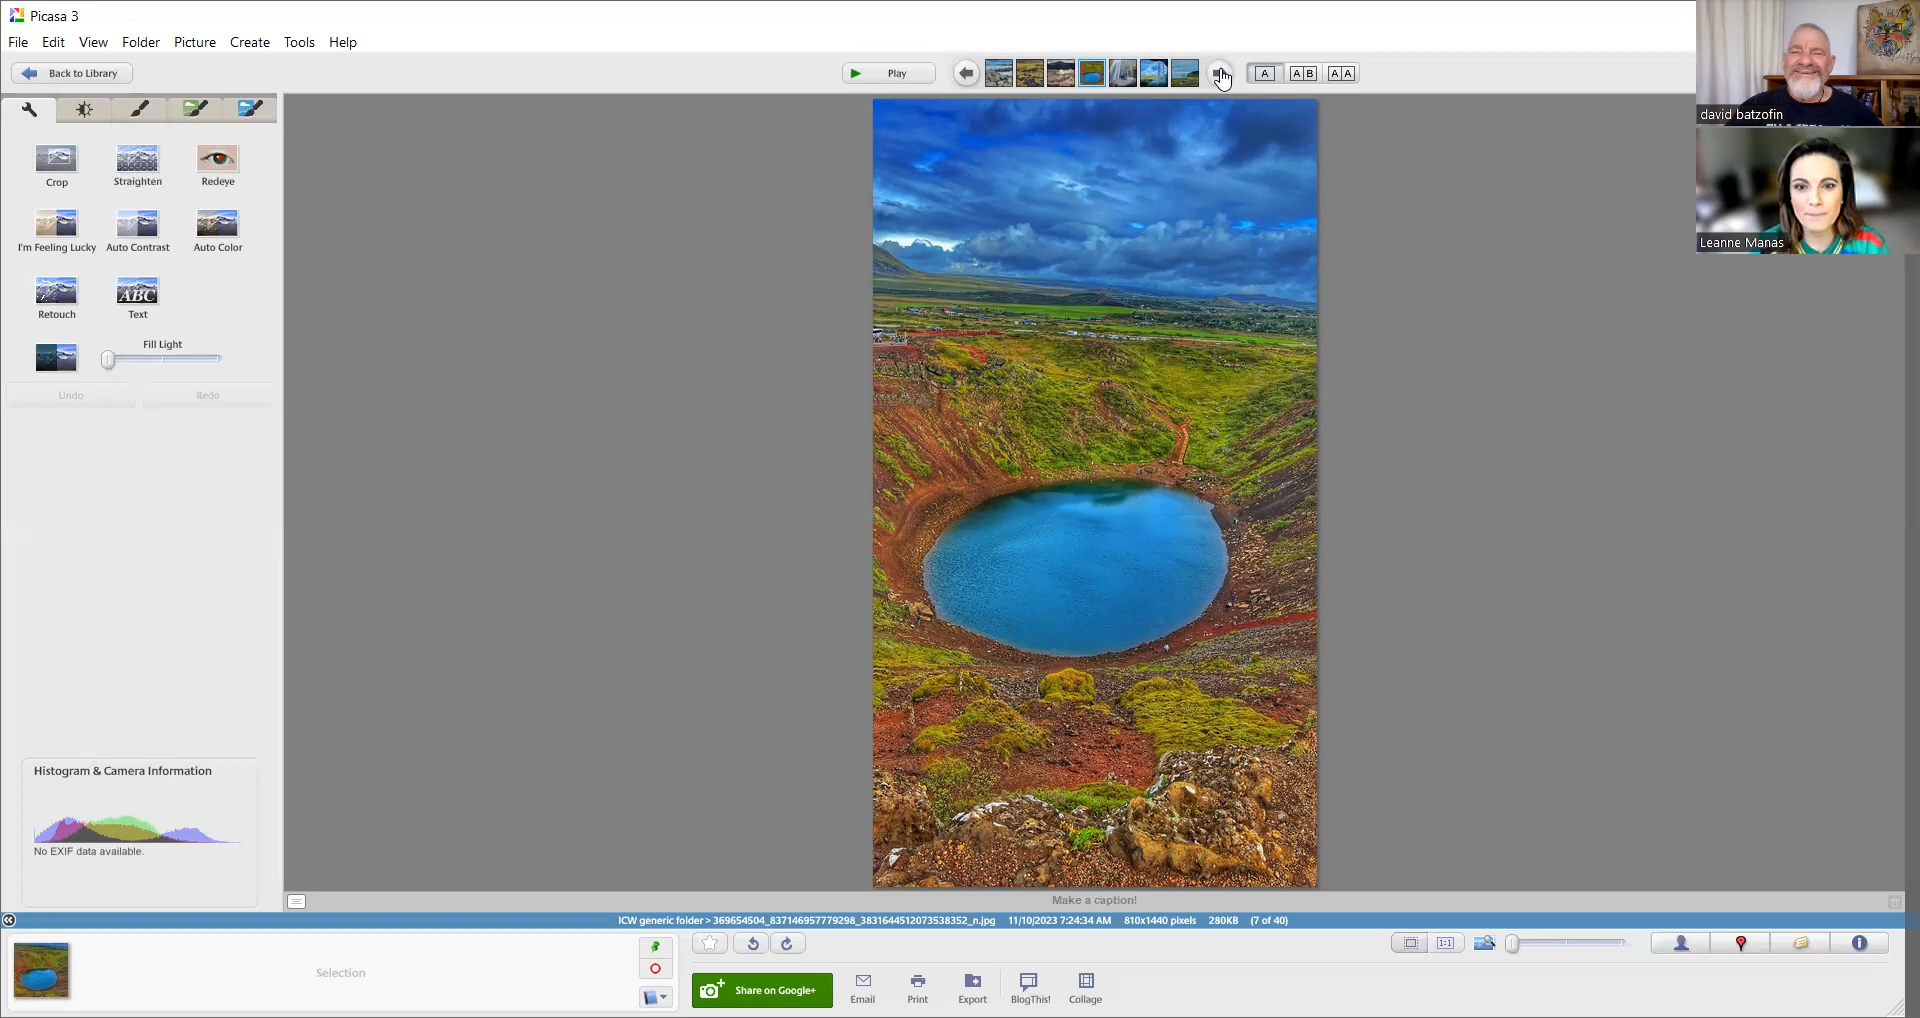 Picasa 3
File Edit View Folder Picture Create Tools Help
Back to Library
Play
A A B A A
david batzofin
Leanne Manas
Crop Straighten Redeye
I'm Feeling Lucky Auto Contrast Auto Color
Retouch Text
ABC
Fill Light
Undo Redo
Histogram & Camera Information
No EXIF data available.
Make a caption!
ICW generic folder > 369654504_837146957779298_3831644512073538352_n.jpg 11/10/2023 7:24:34 AM 810x1440 pixels 280KB (7 of 40)
Selection
1:1
Share on Google+
Email Print Export BlogThis! Collage